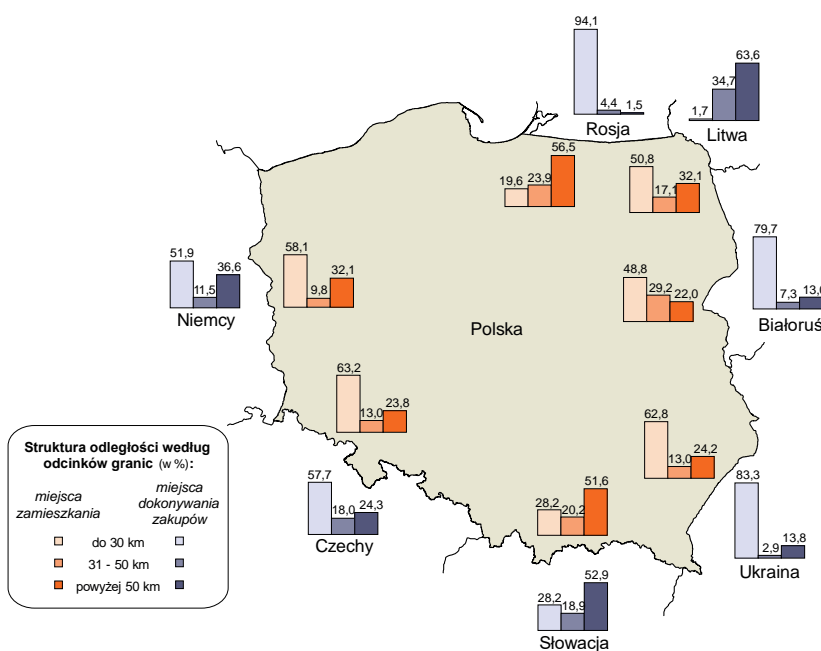 94,1
4,4
1,5
Rosja
1,7
34,7
63,6
Litwa
19,6
23,9
56,5
50,8
17,1
32,1
79,7
7,3
Białoruś
51,9
11,5
36,6
Niemcy
58,1
9,8
32,1
48,8
29,2
22,0
Polska
63,2
13,0
23,8
62,8
13,0
24,2
57,7
18,0
24,3
Czechy
28,2
20,2
51,6
83,3
2,9
13,8
Ukraina
28,2
18,9
52,9
Słowacja
Struktura odległości według
odcinków granic (w %):
miejsca
zamieszkania
miejsca
dokonywania
zakupów
do 30 km
31 - 50 km
powyżej 50 km